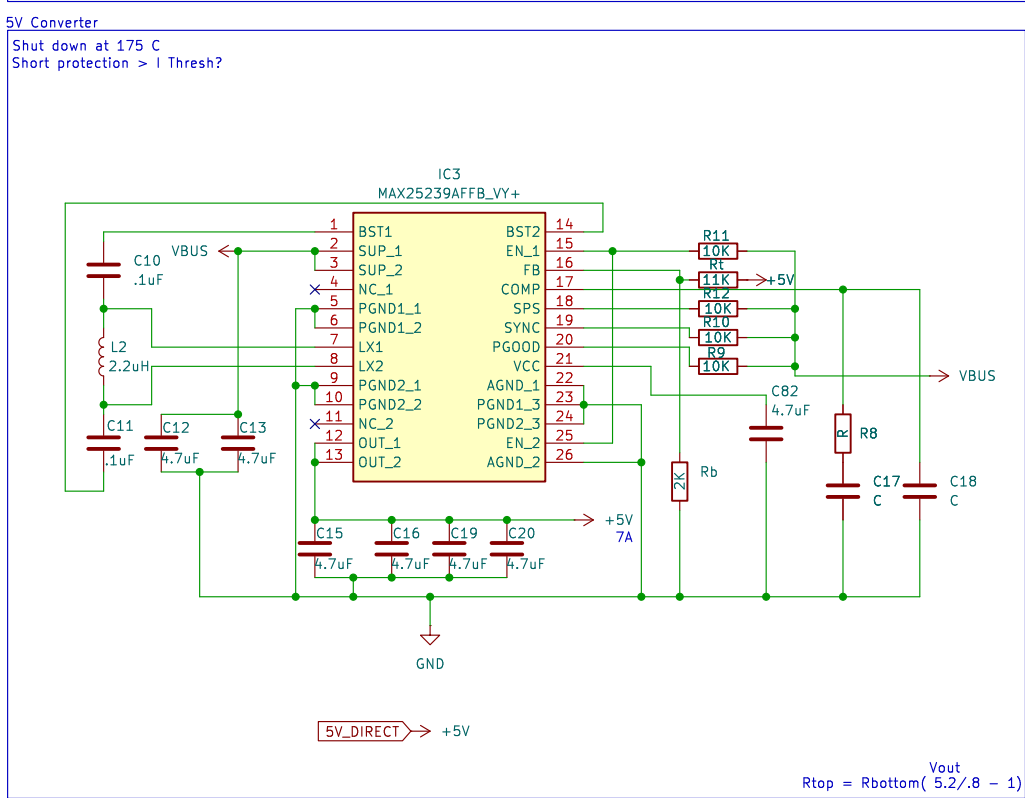 5V Converter
Shut down at 175 C
Short protection > I Thresh?
IC3
MAX25239AFFB_VY+
1 BST1 BST2 14
2 SUP_1 EN_1 15
3 SUP_2 FB 16
4 NC_1 COMP 17
5 PGND1_1 SPS 18
6 PGND1_2 SYNC 19
7 LX1 PGOOD 20
8 LX2 VCC 21
9 PGND2_1 AGND_1 22
10 PGND2_2 PGND1_3 23
11 NC_2 PGND2_3 24
12 OUT_1 EN_2 25
13 OUT_2 AGND_2 26
VBUS
C10
.1uF
L2
2.2uH
C11
.1uF
C12
4.7uF
C13
4.7uF
R11
10K
Rt
11K
+5V
R12
10K
R10
10K
R9
10K
VBUS
C82
4.7uF
R
R8
Rb
2K
C17
C
C18
C
+5V
7A
C15
4.7uF
C16
4.7uF
C19
4.7uF
C20
4.7uF
GND
5V_DIRECT
+5V
Vout
Rtop = Rbottom( 5.2/.8 - 1)